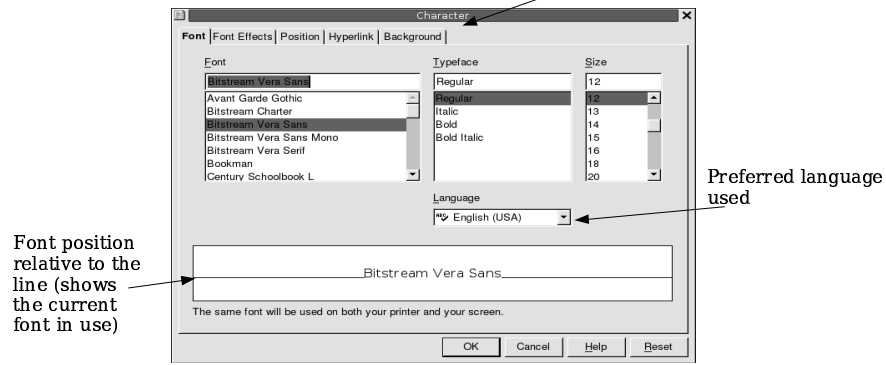 Character
Font Font Effects Position Hyperlink Background
Font Typeface Size
Bitstream Vera Sans Regular 12
Avant Garde Gothic Regular 12
Bitstream Charter Italic 13
Bitstream Vera Sans Bold 14
Bitstream Vera Sans Mono Bold Italic 15
Bitstream Vera Serif 16
Bookman 18
Century Schoolbook L 20
Language
English (USA)
Preferred language
used
Font position
relative to the
line (shows
the current
font in use)
Bitstream Vera Sans
The same font will be used on both your printer and your screen.
OK Cancel Help Reset